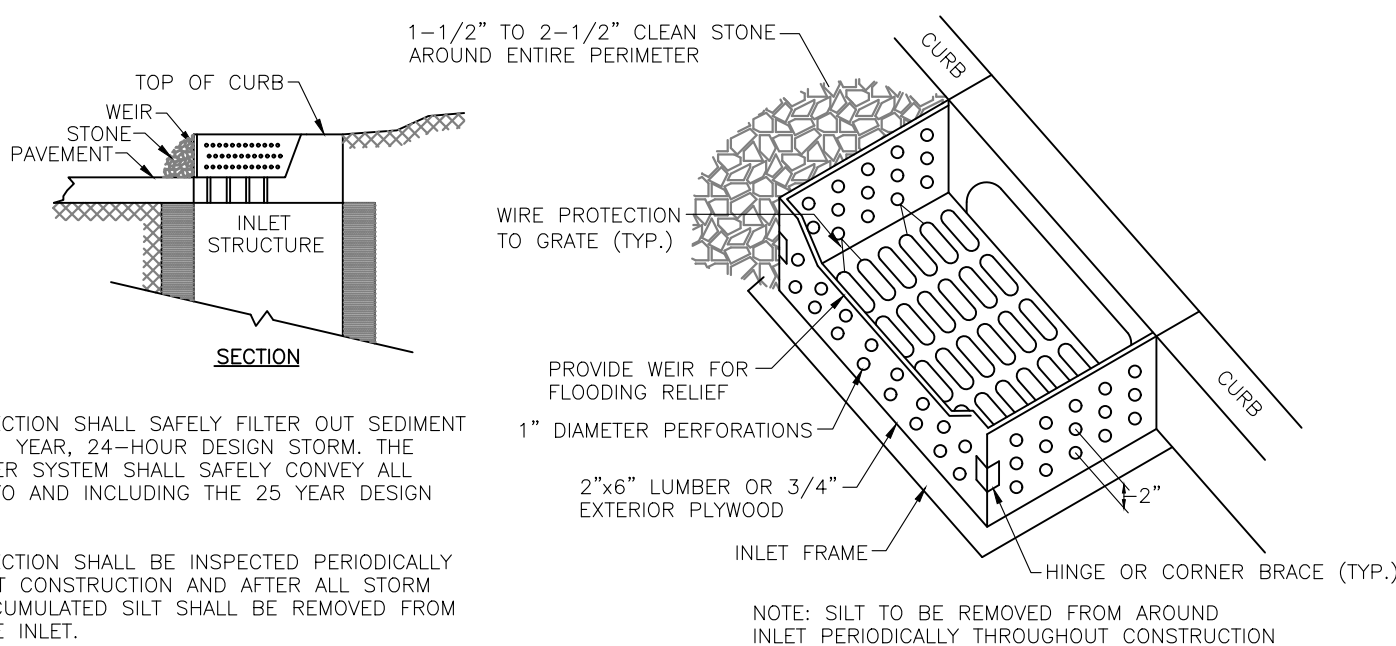 1-1/2" TO 2-1/2" CLEAN STONE
AROUND ENTIRE PERIMETER
CURB
TOP OF CURB
WEIR
STONE
PAVEMENT
INLET
STRUCTURE
SECTION
WIRE PROTECTION
TO GRATE (TYP.)
PROVIDE WEIR FOR
FLOODING RELIEF
1" DIAMETER PERFORATIONS
2"x6" LUMBER OR 3/4"
EXTERIOR PLYWOOD
INLET FRAME
CURB
2"
HINGE OR CORNER BRACE (TYP.)
NOTE: SILT TO BE REMOVED FROM AROUND
INLET PERIODICALLY THROUGHOUT CONSTRUCTION
SHALL SAFELY FILTER OUT SEDIMENT
YEAR, 24-HOUR DESIGN STORM. THE
SYSTEM SHALL SAFELY CONVEY ALL
AND INCLUDING THE 25 YEAR DESIGN
SHALL BE INSPECTED PERIODICALLY
CONSTRUCTION AND AFTER ALL STORM
SILT SHALL BE REMOVED FROM
INLET.